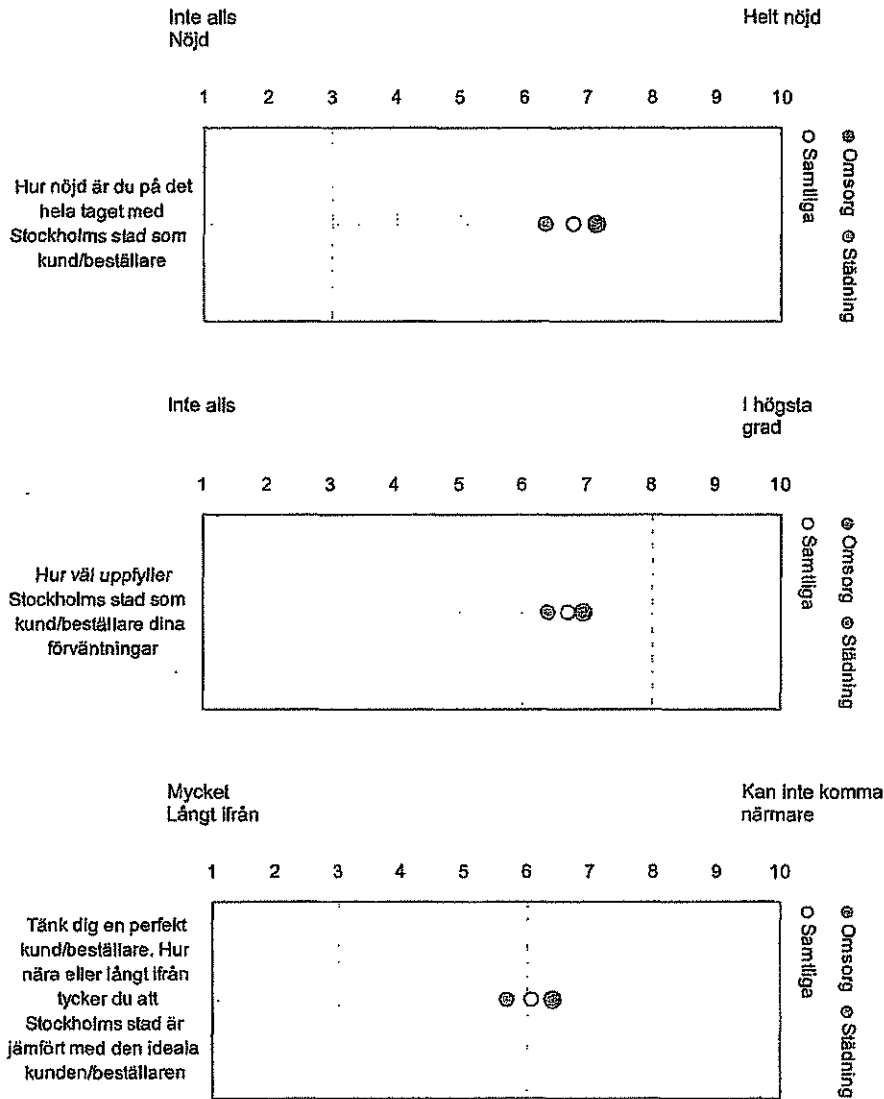 Inte alls
Nöjd
Helt nöjd
1 2 3 4 5 6 7 8 9 10
Hur nöjd är du på det
hela taget med
Stockholms stad som
kund/beställare
Samtliga
Omsorg Städning
Inte alls
I högsta
grad
1 2 3 4 5 6 7 8 9 10
Hur väl uppfyller
Stockholms stad som
kund/beställare dina
förväntningar
Samtliga
Omsorg Städning
Mycket
Långt ifrån
Kan inte komma
närmare
1 2 3 4 5 6 7 8 9 10
Tänk dig en perfekt
kund/beställare. Hur
nära eller långt ifrån
tycker du att
Stockholms stad är
jämfört med den ideala
kunden/beställaren
Samtliga
Omsorg Städning